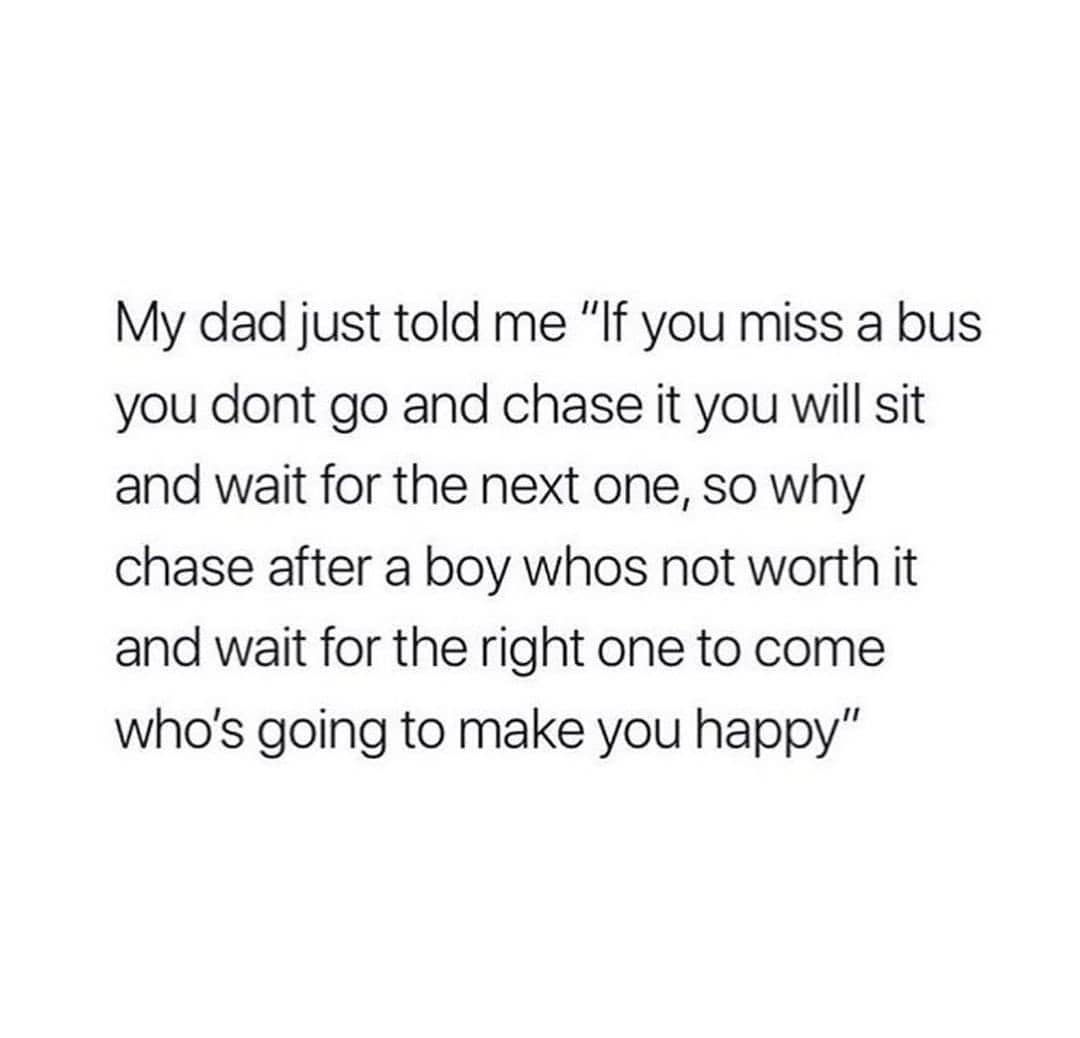 My dad just told me "If you miss a bus
you dont go and chase it you will sit
and wait for the next one, so why
chase after a boy whos not worth it
and wait for the right one to come
who's going to make you happy"